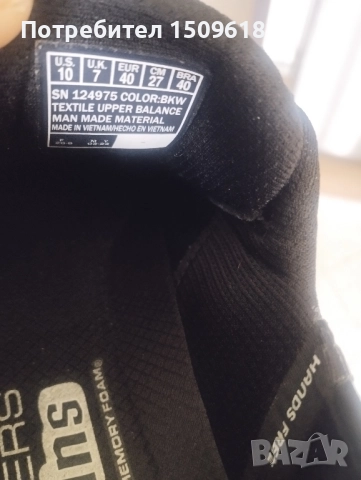 Потребител 1509618
U.S. U.K. EUR CM BRA
10 7 40 27 40
SN 124975 COLOR:BKW
TEXTILE UPPER BALANCE
MAN MADE MATERIAL
MADE IN VIETNAM/HECHO EN VIETNAM
HANDS FREE
MEMORY FOAM®
BAZAR